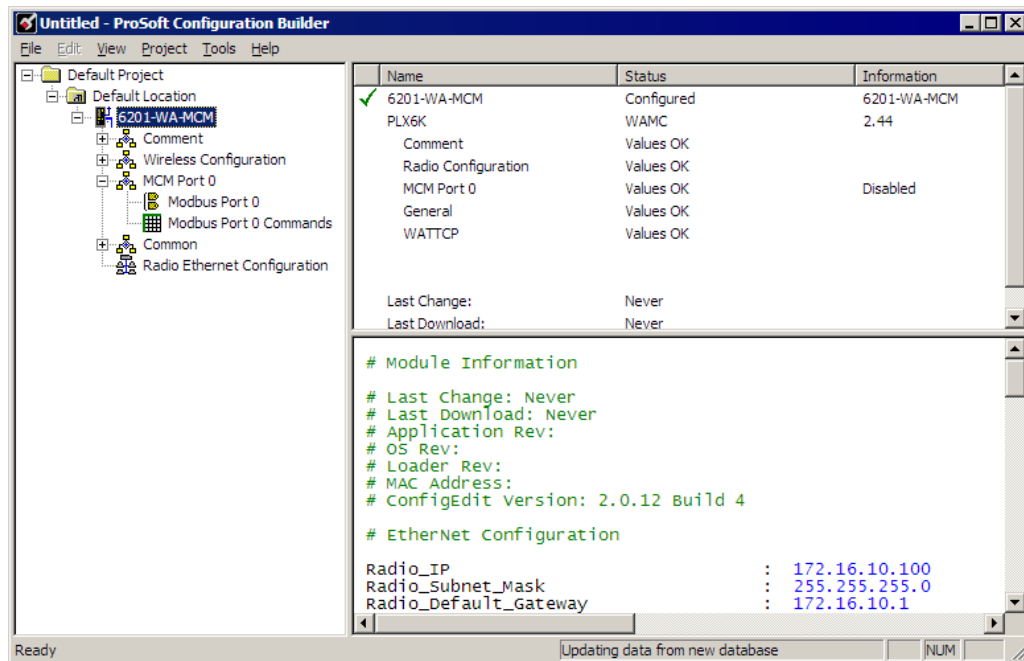 Untitled - ProSoft Configuration Builder
File Edit View Project Tools Help
Default Project
Default Location
6201-WA-MCM
Comment
Wireless Configuration
MCM Port 0
Modbus Port 0
Modbus Port 0 Commands
Common
Radio Ethernet Configuration
Name Status Information
6201-WA-MCM Configured 6201-WA-MCM
PLX6K WAMC 2.44
Comment Values OK
Radio Configuration Values OK
MCM Port 0 Values OK Disabled
General Values OK
WATTCP Values OK
Last Change: Never
Last Download: Never
# Module Information
# Last Change: Never
# Last Download: Never
# Application Rev:
# OS Rev:
# Loader Rev:
# MAC Address:
# ConfigEdit Version: 2.0.12 Build 4
# EtherNet Configuration
Radio_IP : 172.16.10.100
Radio_Subnet_Mask : 255.255.255.0
Radio_Default_Gateway : 172.16.10.1
Ready Updating data from new database NUM